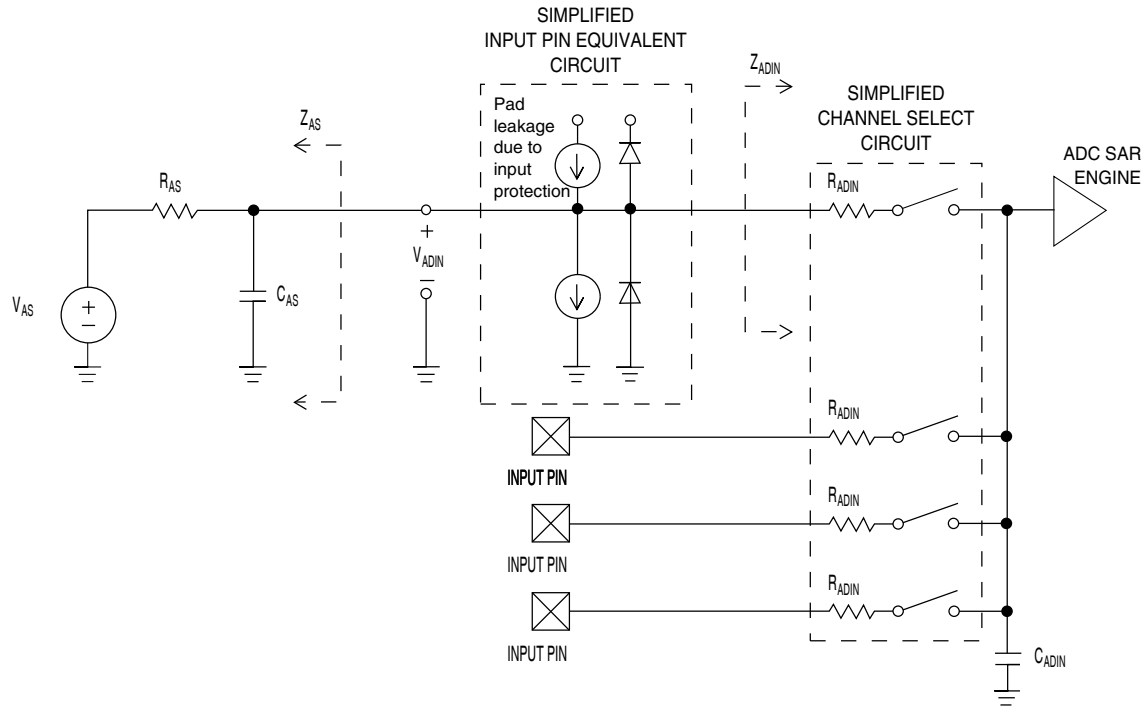 SIMPLIFIED
INPUT PIN EQUIVALENT
CIRCUIT
Pad
leakage
due to
input
protection
Z_AS
Z_ADIN
SIMPLIFIED
CHANNEL SELECT
CIRCUIT
ADC SAR
ENGINE
R_AS
R_ADIN
+
V_ADIN
–
C_AS
V_AS
+
–
R_ADIN
INPUT PIN
R_ADIN
INPUT PIN
R_ADIN
INPUT PIN
C_ADIN